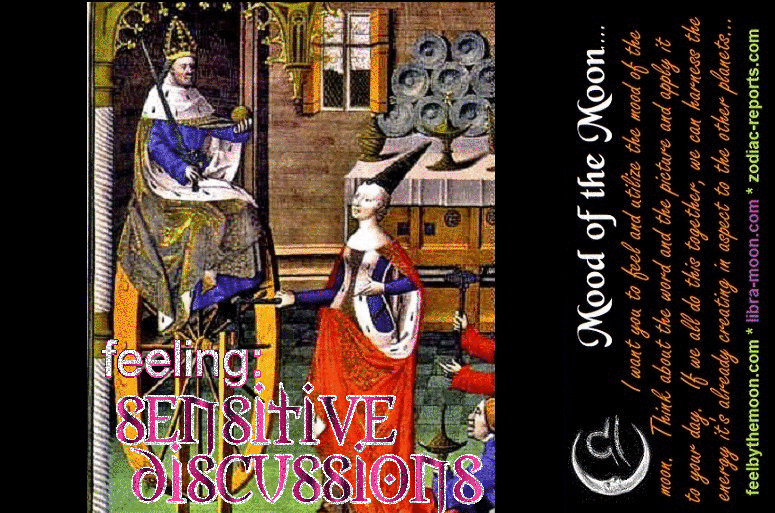 feeling:
SENSITIVE
DISCUSSIONS
Mood of the Moon....
I want you to feel and utilize the mood of the
moon. Think about the word and the picture and apply it
to your day. If we all do this together, we can harness the
energy it's already creating in aspect to the other planets...
feelbythemoon.com * libra-moon.com * zodiac-reports.com